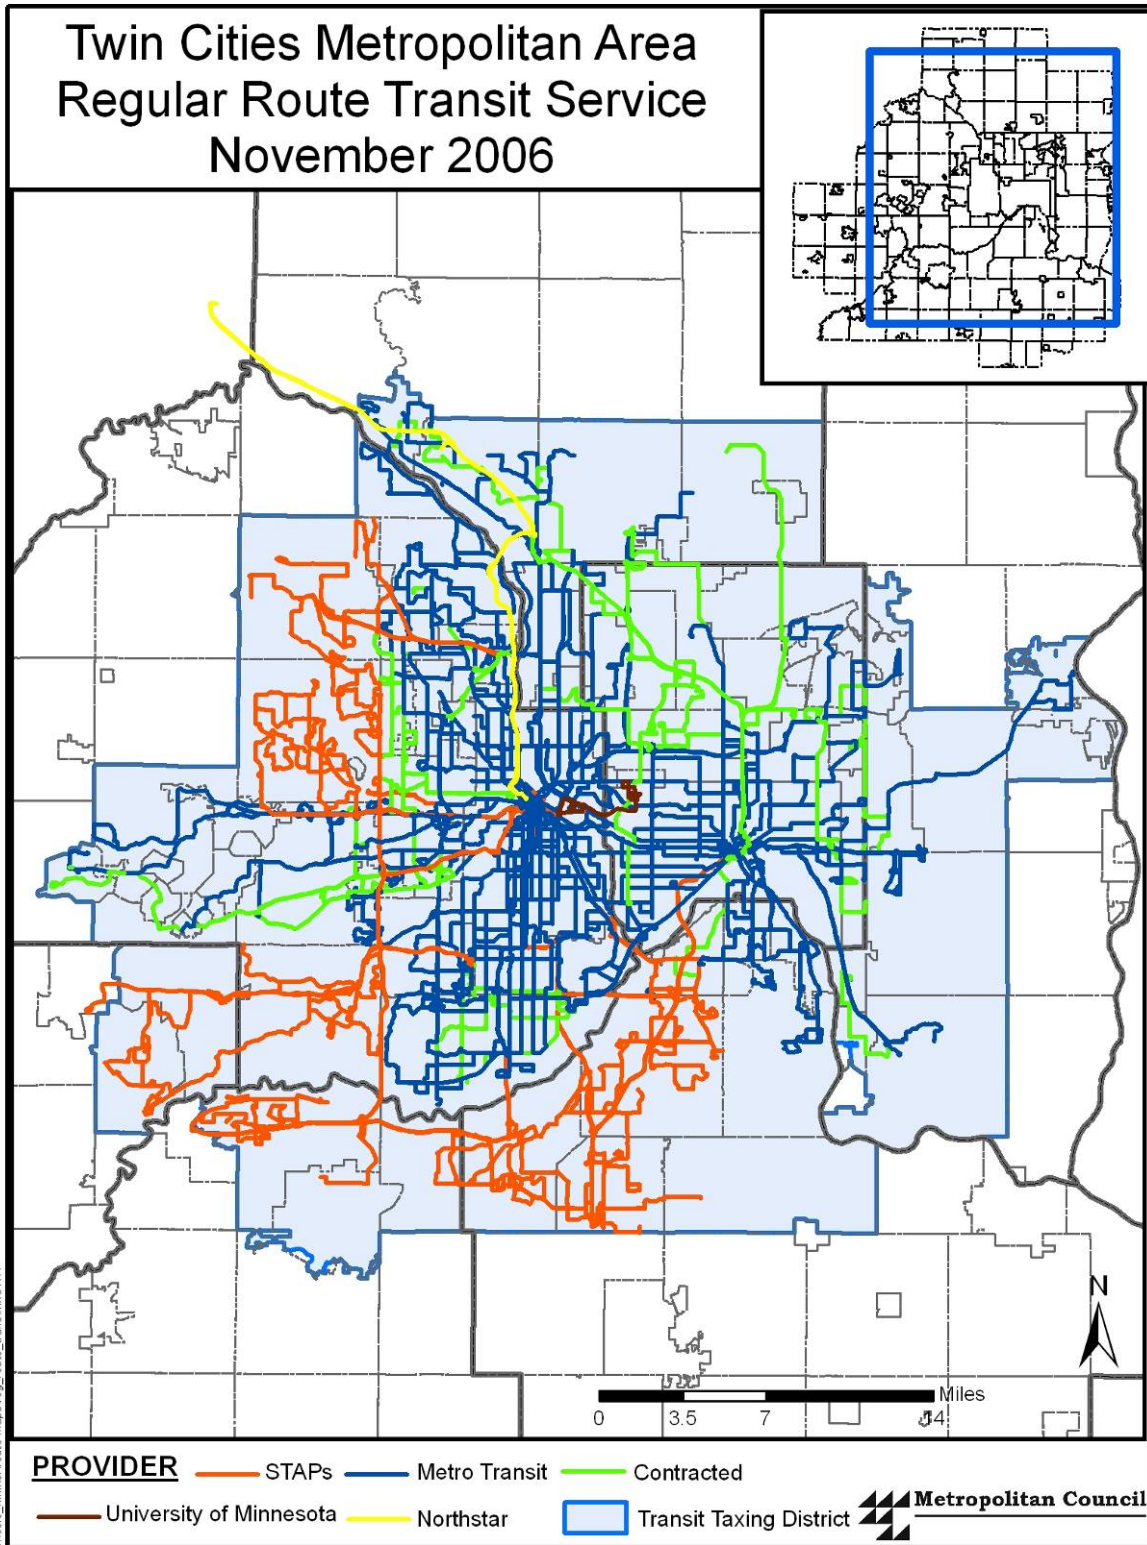 Twin Cities Metropolitan Area
Regular Route Transit Service
November 2006
N
Miles
0 3.5 7 14
PROVIDER STAPs Metro Transit Contracted
University of Minnesota Northstar Transit Taxing District
Metropolitan Council